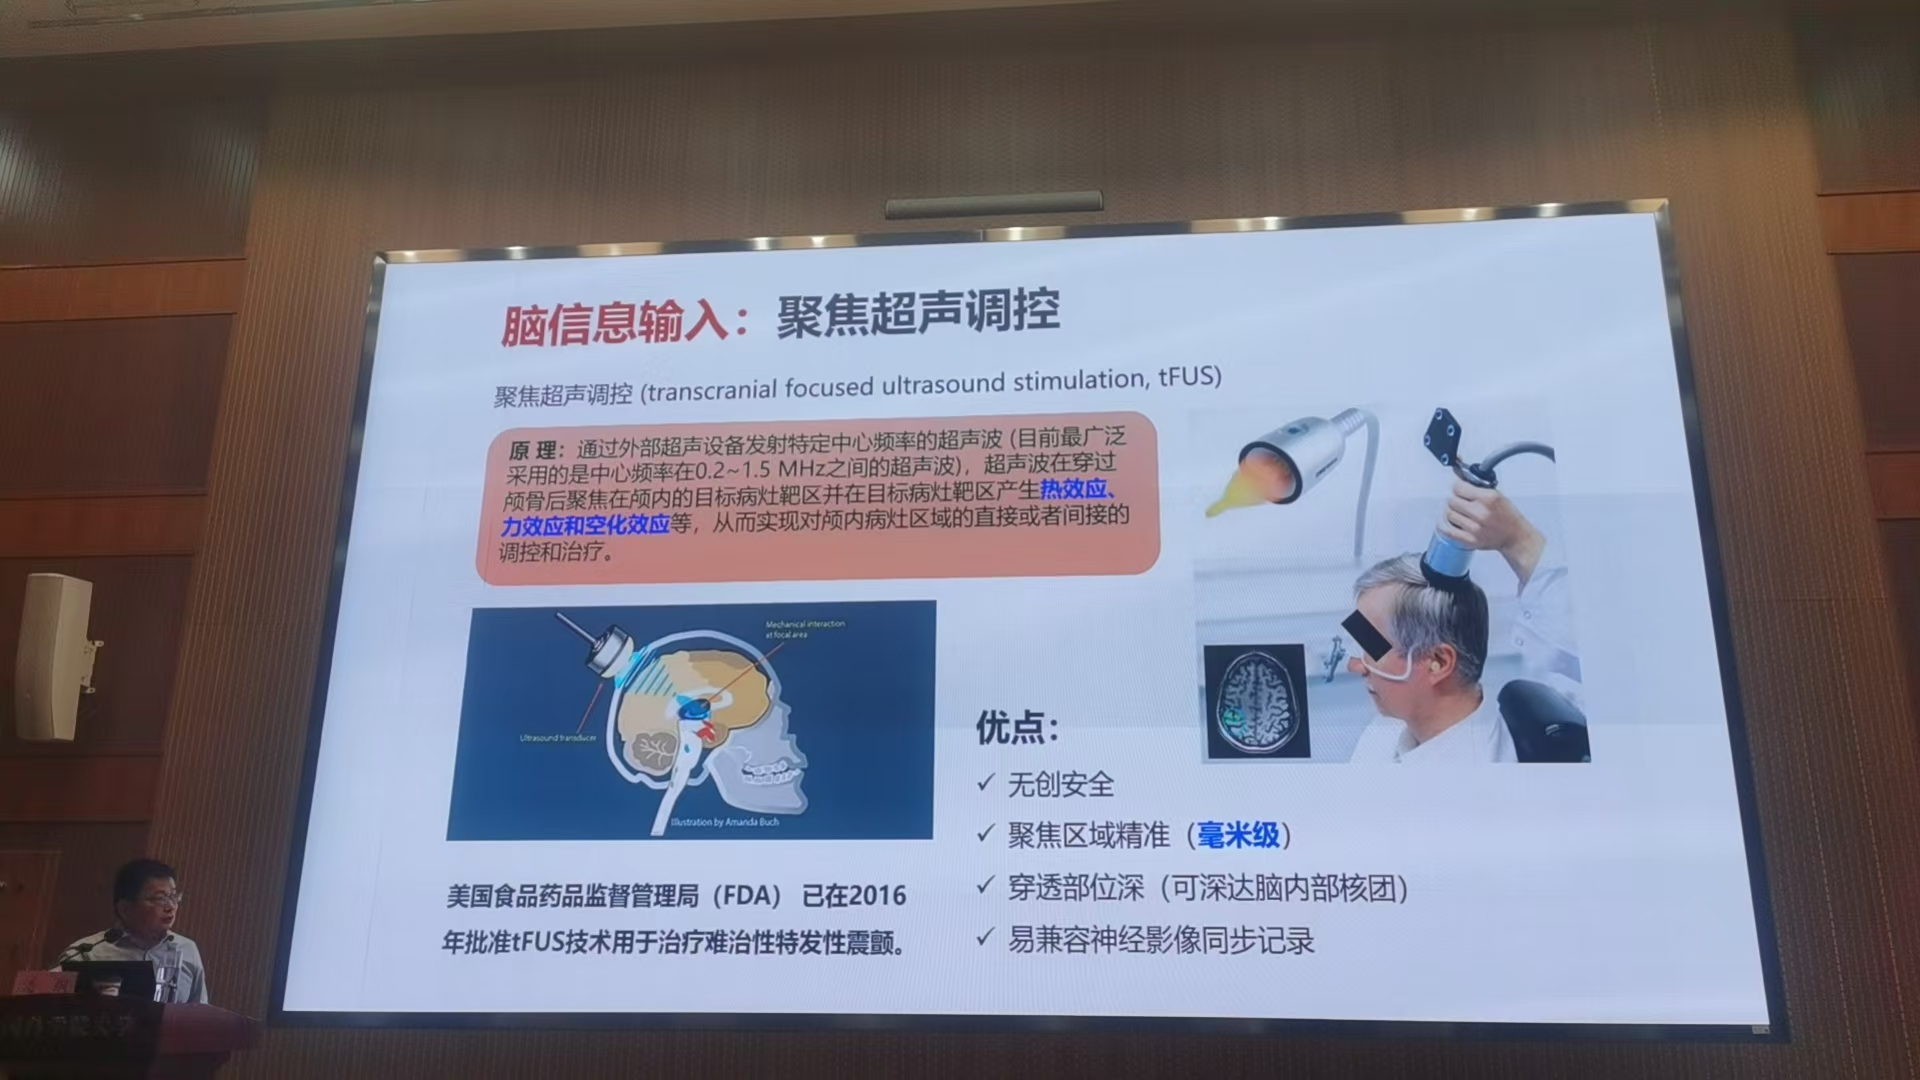 脑信息输入：聚焦超声调控
聚焦超声调控 (transcranial focused ultrasound stimulation, tFUS)
原 理：通过外部超声设备发射特定中心频率的超声波 (目前最广泛
采用的是中心频率在0.2~1.5 MHz之间的超声波)，超声波在穿过
颅骨后聚焦在颅内的目标病灶靶区并在目标病灶靶区产生热效应、
力效应和空化效应等，从而实现对颅内病灶区域的直接或者间接的
调控和治疗。
Mechanical interaction
at focal area
Ultrasound transducer
Illustration by Amanda Buch
美国食品药品监督管理局（FDA） 已在2016
年批准tFUS技术用于治疗难治性特发性震颤。
优点：
✓ 无创安全
✓ 聚焦区域精准（毫米级）
✓ 穿透部位深（可深达脑内部核团）
✓ 易兼容神经影像同步记录